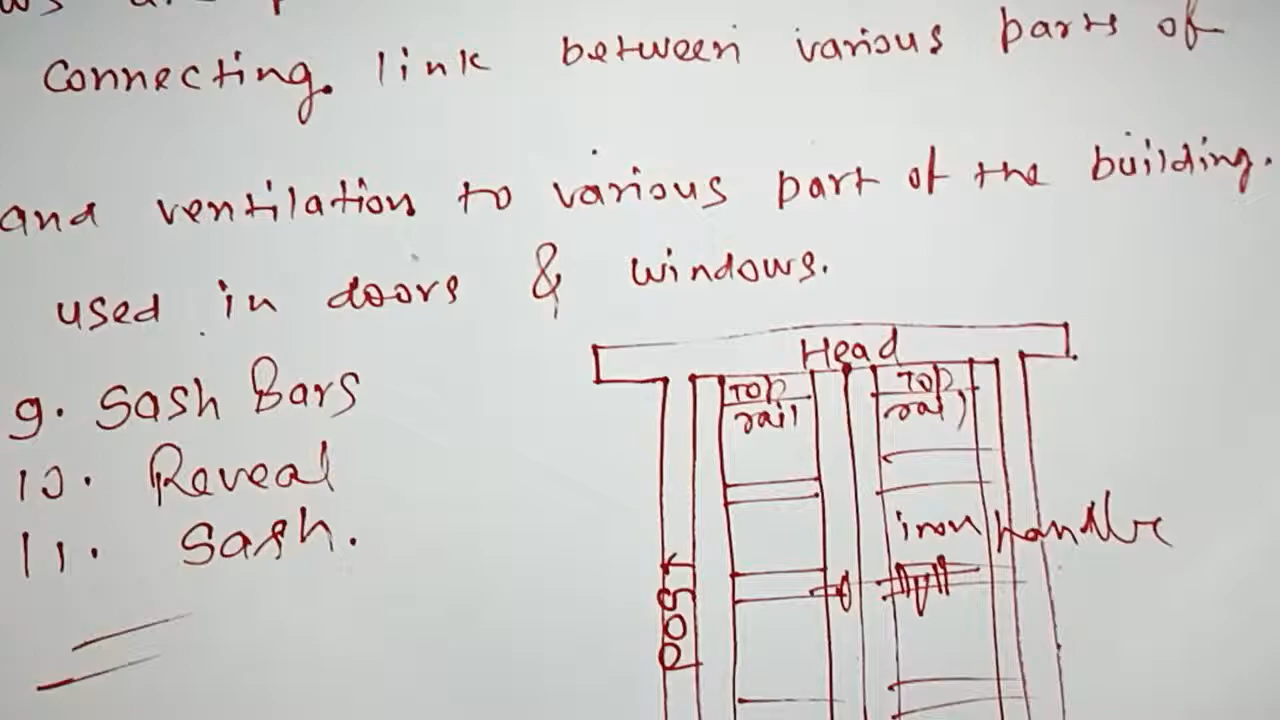 connecting. link between various parts of
and ventilation to various part of the building.
used in doors & windows.
9. Sash Bars
10. Reveal
11. Sash.
Head
Top rail
Top rail
iron handle
Post